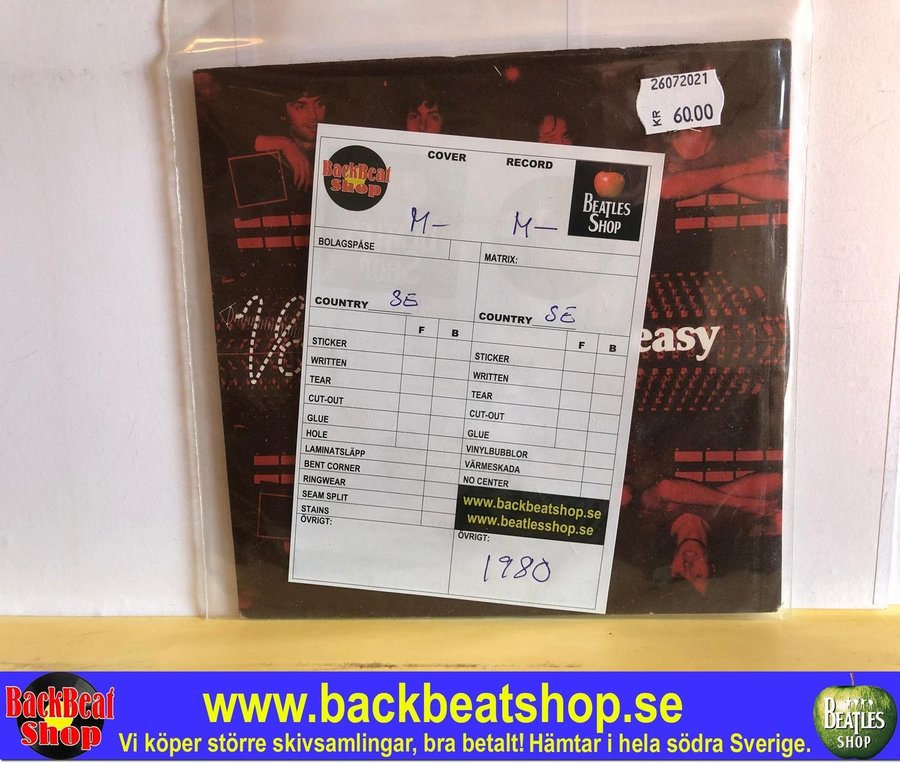 26072021
KR 60.00
easy
COVER RECORD
BackBeat
Shop
BEATLES
SHOP
M- M-
BOLAGSPÅSE
MATRIX:
COUNTRY SE
COUNTRY SE
F B
F B
STICKER
WRITTEN
TEAR
CUT-OUT
GLUE
HOLE
LAMINATSLÄPP
BENT CORNER
RINGWEAR
SEAM SPLIT
STAINS
ÖVRIGT:
STICKER
WRITTEN
TEAR
CUT-OUT
GLUE
VINYLBUBBLOR
VÄRMESKADA
NO CENTER
www.backbeatshop.se
www.beatlesshop.se
ÖVRIGT:
1980
BackBeat
Shop
www.backbeatshop.se
Vi köper större skivsamlingar, bra betalt! Hämtar i hela södra Sverige.
BEATLES
SHOP